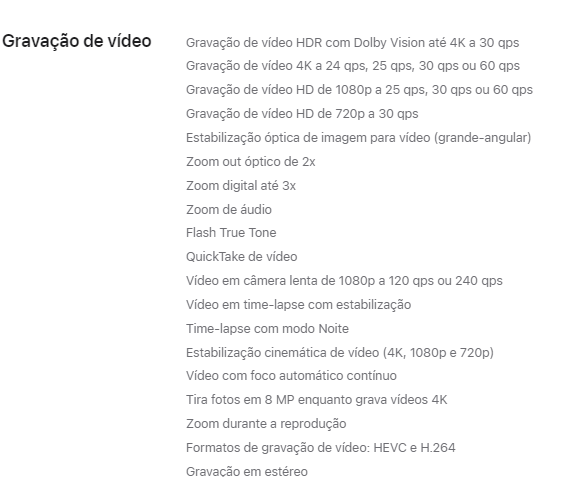 Gravação de vídeo
Gravação de vídeo HDR com Dolby Vision até 4K a 30 qps
Gravação de vídeo 4K a 24 qps, 25 qps, 30 qps ou 60 qps
Gravação de vídeo HD de 1080p a 25 qps, 30 qps ou 60 qps
Gravação de vídeo HD de 720p a 30 qps
Estabilização óptica de imagem para vídeo (grande-angular)
Zoom out óptico de 2x
Zoom digital até 3x
Zoom de áudio
Flash True Tone
QuickTake de vídeo
Vídeo em câmera lenta de 1080p a 120 qps ou 240 qps
Vídeo em time-lapse com estabilização
Time-lapse com modo Noite
Estabilização cinemática de vídeo (4K, 1080p e 720p)
Vídeo com foco automático contínuo
Tira fotos em 8 MP enquanto grava vídeos 4K
Zoom durante a reprodução
Formatos de gravação de vídeo: HEVC e H.264
Gravação em estéreo